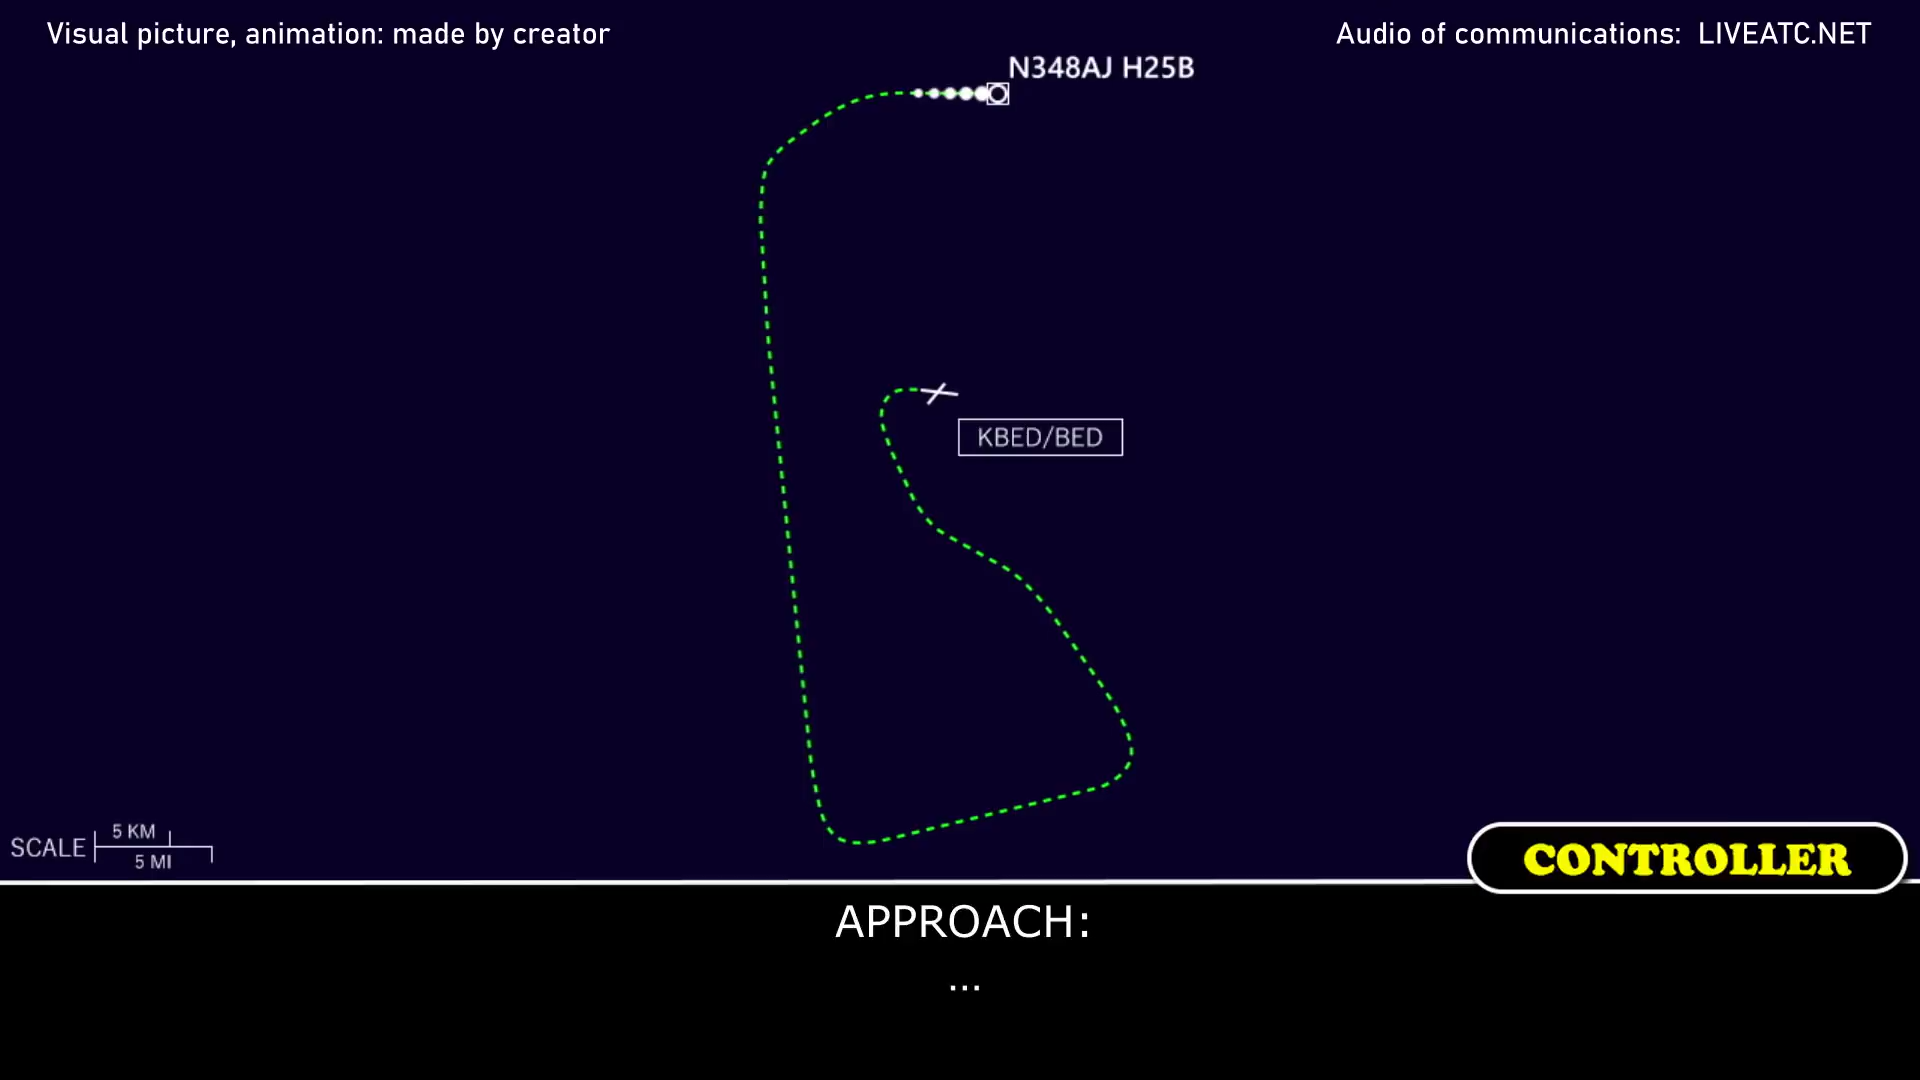 Visual picture, animation: made by creator
Audio of communications: LIVEATC.NET
N348AJ H25B
KBED/BED
SCALE
5 KM
5 MI
CONTROLLER
APPROACH:
...